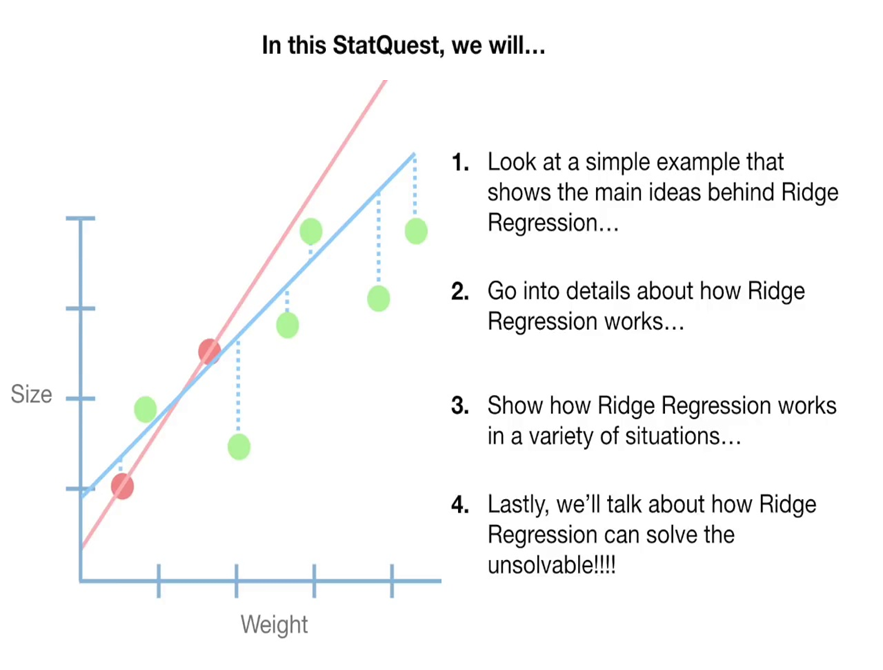 In this StatQuest, we will…
1. Look at a simple example that
shows the main ideas behind Ridge
Regression…
2. Go into details about how Ridge
Regression works…
3. Show how Ridge Regression works
in a variety of situations…
4. Lastly, we’ll talk about how Ridge
Regression can solve the
unsolvable!!!!
Size
Weight